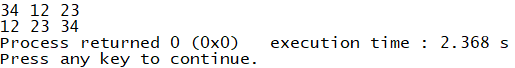 34 12 23
12 23 34
Process returned 0 (0x0)   execution time : 2.368 s
Press any key to continue.